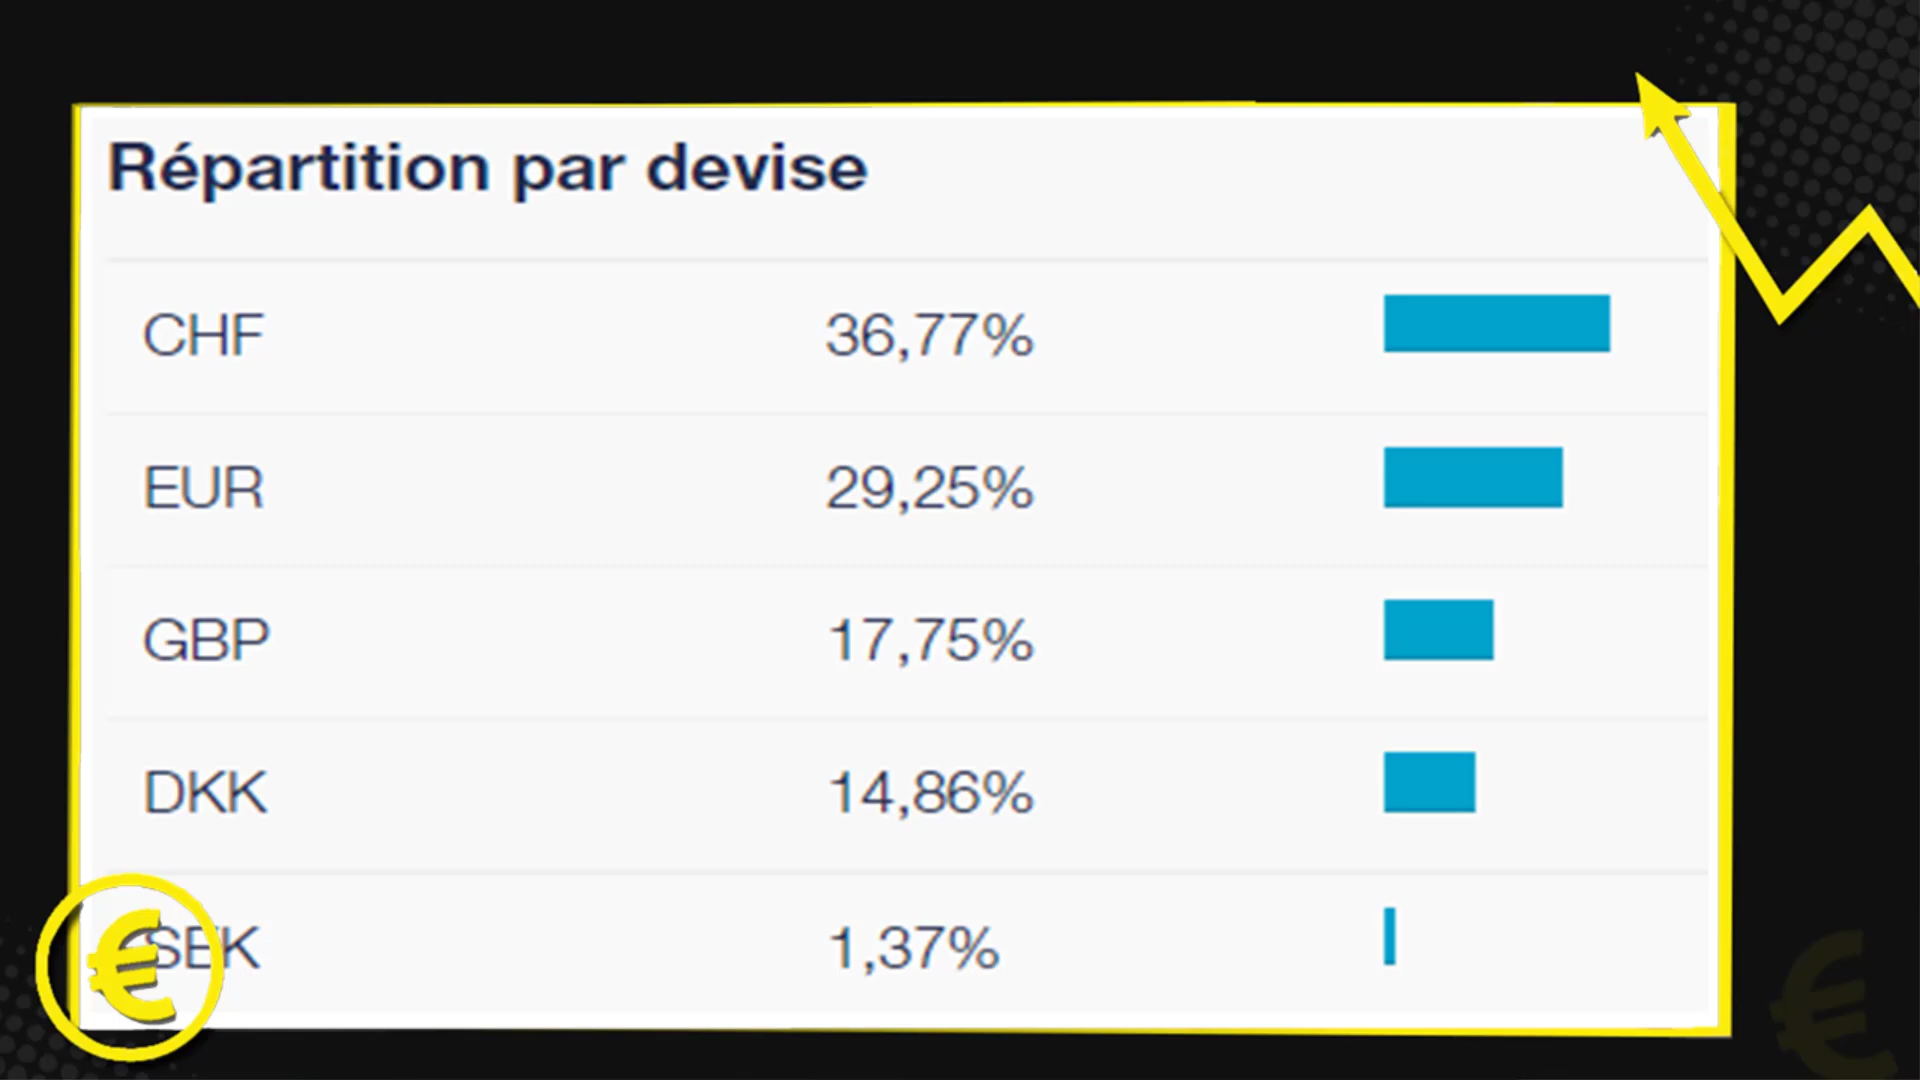 Répartition par devise
CHF 36,77%
EUR 29,25%
GBP 17,75%
DKK 14,86%
SEK 1,37%
€
€